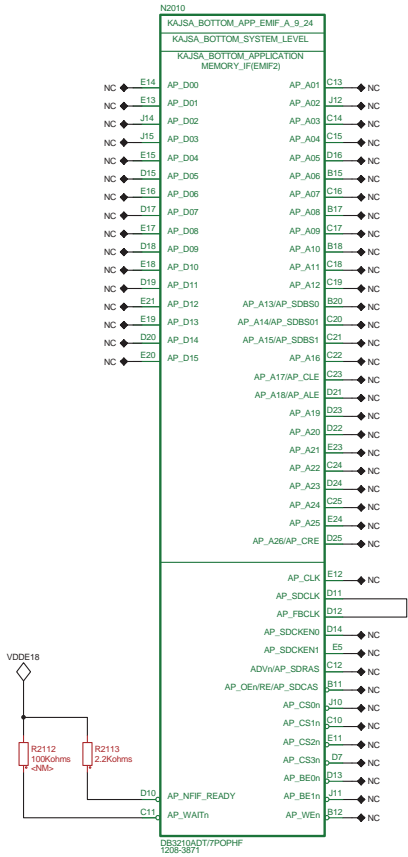 N2010
KAJSA_BOTTOM_APP_EMIF_A_9_24
KAJSA_BOTTOM_SYSTEM_LEVEL
KAJSA_BOTTOM_APPLICATION
MEMORY_IF(EMIF2)
NC E14 AP_D00 AP_A01 C13 NC
NC E13 AP_D01 AP_A02 J12 NC
NC J14 AP_D02 AP_A03 C14 NC
NC J15 AP_D03 AP_A04 C15 NC
NC E15 AP_D04 AP_A05 D16 NC
NC D15 AP_D05 AP_A06 B15 NC
NC E16 AP_D06 AP_A07 C16 NC
NC D17 AP_D07 AP_A08 B17 NC
NC E17 AP_D08 AP_A09 C17 NC
NC D18 AP_D09 AP_A10 B18 NC
NC E18 AP_D10 AP_A11 C18 NC
NC D19 AP_D11 AP_A12 C19 NC
NC E21 AP_D12 AP_A13/AP_SDBS0 B20 NC
NC E19 AP_D13 AP_A14/AP_SDBS01 C20 NC
NC D20 AP_D14 AP_A15/AP_SDBS1 C21 NC
NC E20 AP_D15 AP_A16 C22 NC
AP_A17/AP_CLE C23 NC
AP_A18/AP_ALE D21 NC
AP_A19 D23 NC
AP_A20 D22 NC
AP_A21 E23 NC
AP_A22 C24 NC
AP_A23 D24 NC
AP_A24 C25 NC
AP_A25 E24 NC
AP_A26/AP_CRE D25 NC
AP_CLK E12 NC
AP_SDCLK D11
AP_FBCLK D12
AP_SDCKEN0 D14 NC
AP_SDCKEN1 E5 NC
ADVn/AP_SDRAS C12 NC
AP_OEn/RE/AP_SDCAS B11 NC
AP_CS0n J10 NC
AP_CS1n C10 NC
AP_CS2n E11 NC
AP_CS3n D7 NC
AP_BE0n D13 NC
D10 AP_NFIF_READY AP_BE1n J11 NC
C11 AP_WAITn AP_WEn B12 NC
VDDE18
R2112
100Kohms
<NM>
R2113
2.2Kohms
DB3210ADT/7POPHF
1208-3871